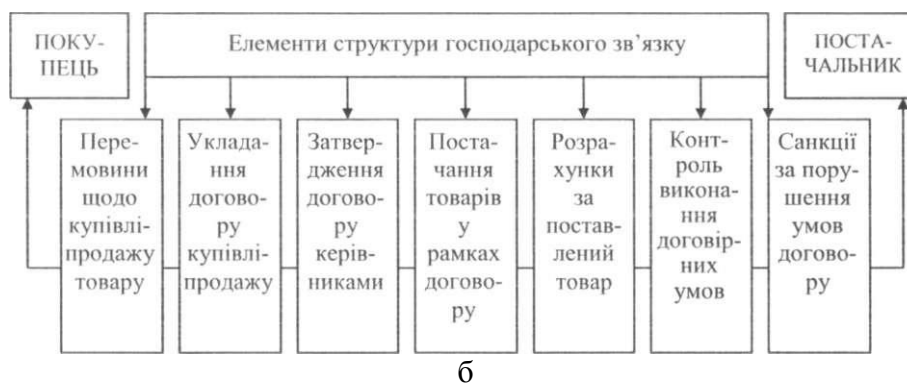 ПОКУ-
ПЕЦЬ
Елементи структури господарського зв’язку
ПОСТА-
ЧАЛЬНИК
Пере-
мовини
щодо
купівлі-
продажу
товару
Уклада-
ння
догово-
ру
купівлі-
продажу
Затвер-
дження
догово-
ру
керів-
никами
Поста-
чання
товарів
у
рамках
догово-
ру
Розра-
хунки
за
постав-
лений
товар
Конт-
роль
викона-
ння
договір-
них
умов
Санкції
за пору-
шення
умов
догово-
ру
б